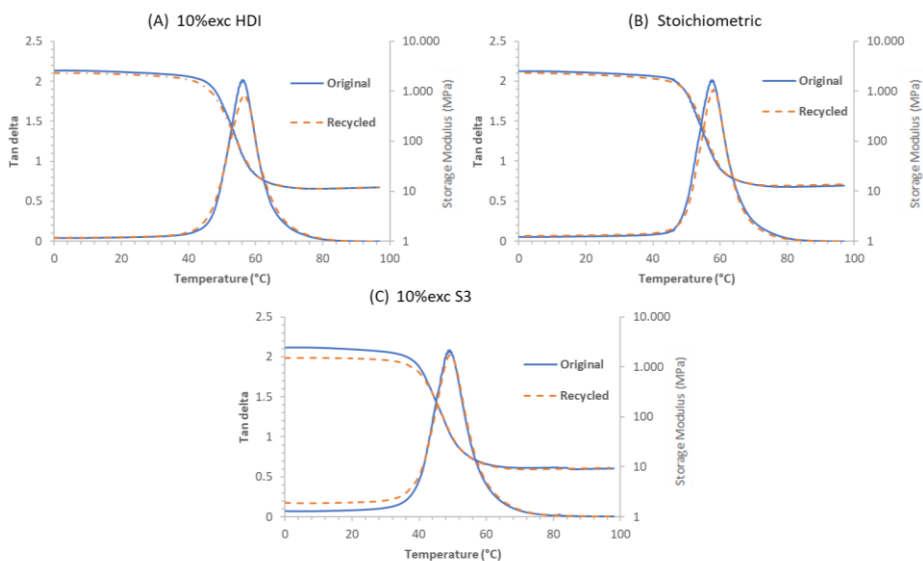 (A) 10%exc HDI
2.5
2
1.5
1
0.5
0
Tan delta
0
20
40
60
80
100
Temperature (°C)
10.000
1.000
100
10
1
Storage Modulus (MPa)
Original
Recycled
(B) Stoichiometric
2.5
2
1.5
1
0.5
0
Tan delta
0
20
40
60
80
100
Temperature (°C)
10.000
1.000
100
10
1
Storage Modulus (MPa)
Original
Recycled
(C) 10%exc S3
2.5
2
1.5
1
0.5
0
Tan delta
0
20
40
60
80
100
Temperature (°C)
10.000
1.000
100
10
1
Storage Modulus (MPa)
Original
Recycled